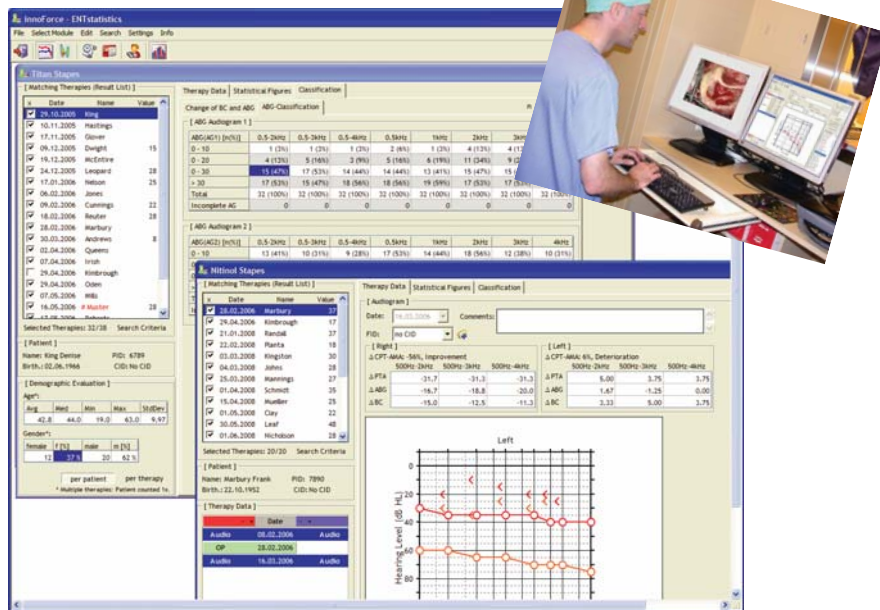 InnoForce - ENTstatistics
File Select Module Edit Search Settings Info
Titan Stapes
[ Matching Therapies (Result List) ]
x Date Name Value
29.10.2005 King
10.11.2005 Hastings
17.11.2005 Glover
09.12.2005 Dwight 15
19.12.2005 McEntire
24.12.2005 Leopard 28
17.01.2006 Nelson 25
06.02.2006 Jones
09.02.2006 Cunnings 22
18.02.2006 Reuter 28
28.02.2006 Marbury
30.03.2006 Andrews 8
02.04.2006 Queens
07.04.2006 Irish
29.04.2006 Kimbrough
29.04.2006 Oden
07.05.2006 Mills
16.05.2006 # Muster 28
Selected Therapies: 32/38 Search Criteria
[ Patient ]
Name: King Denise PID: 6789
Birth.: 02.06.1966 CID: No CID
[ Demographic Evaluation ]
Age*:
Avg Med Min Max StdDev
42.8 44.0 19.0 63.0 9.97
Gender*:
female f [%] male m [%]
12 37 % 20 62 %
per patient per therapy
* Multiple therapies: Patient counted 1x.
Therapy Data Statistical Figures Classification
Change of BC and ABG ABG-Classification
[ ABG Audiogram 1 ]
ABG(AG1) [n(%)] 0.5-2kHz 0.5-3kHz 0.5-4kHz 0.5kHz 1kHz 2kHz
0 - 10 1 (3%) 1 (3%) 1 (3%) 2 (6%) 1 (3%) 4 (13%)
0 - 20 4 (13%) 5 (16%) 3 (9%) 5 (16%) 6 (19%) 11 (34%)
0 - 30 15 (47%) 17 (53%) 14 (44%) 14 (44%) 13 (41%) 15 (47%)
> 30 17 (53%) 15 (47%) 18 (56%) 18 (56%) 19 (59%) 17 (53%)
Total 32 (100%) 32 (100%) 32 (100%) 32 (100%) 32 (100%) 32 (100%) 32 (100%) 32 (100%)
Incomplete AG 0 0 0 0 0 0 0 0
[ ABG Audiogram 2 ]
ABG(AG2) [n(%)] 0.5-2kHz 0.5-3kHz 0.5-4kHz 0.5kHz 1kHz 2kHz 3kHz 4kHz
0 - 10 13 (41%) 10 (31%) 9 (28%) 17 (53%) 14 (44%) 18 (56%) 12 (38%) 10 (31%)
Nitinol Stapes
[ Matching Therapies (Result List) ]
x Date Name Value
28.02.2006 Marbury 37
29.04.2006 Kimbrough 17
21.01.2008 Randall 37
22.02.2008 Planta 18
03.03.2008 Kingston 30
04.03.2008 Johns 28
25.03.2008 Mannings 27
01.04.2008 Schmidt 35
15.04.2008 Mueller 25
01.05.2008 Clay 22
30.05.2008 Leaf 48
01.06.2008 Nicholson 28
Selected Therapies: 20/20 Search Criteria
[ Patient ]
Name: Marbury Frank PID: 7890
Birth.: 22.10.1952 CID: No CID
[ Therapy Data ]
Date
Audio 08.02.2006 Audio
OP 28.02.2006
Audio 16.03.2006 Audio
Therapy Data Statistical Figures Classification
[ Audiogram ]
Date: 16.03.2006 Comments:
FID: no CID
[ Right ]
Δ CPT-AMA: -56%, Improvement
500Hz-2kHz 500Hz-3kHz 500Hz-4kHz
Δ PTA -31.7 -31.3 -31.3
Δ ABG -16.7 -18.8 -20.0
Δ BC -15.0 -12.5 -11.3
[ Left ]
Δ CPT-AMA: 6%, Deterioration
500Hz-2kHz 500Hz-3kHz 500Hz-4kHz
Δ PTA 5.00 3.75 3.75
Δ ABG 1.67 -1.25 0.00
Δ BC 3.33 5.00 3.75
Left
Hearing Level (dB HL)
0
20
40
60
80